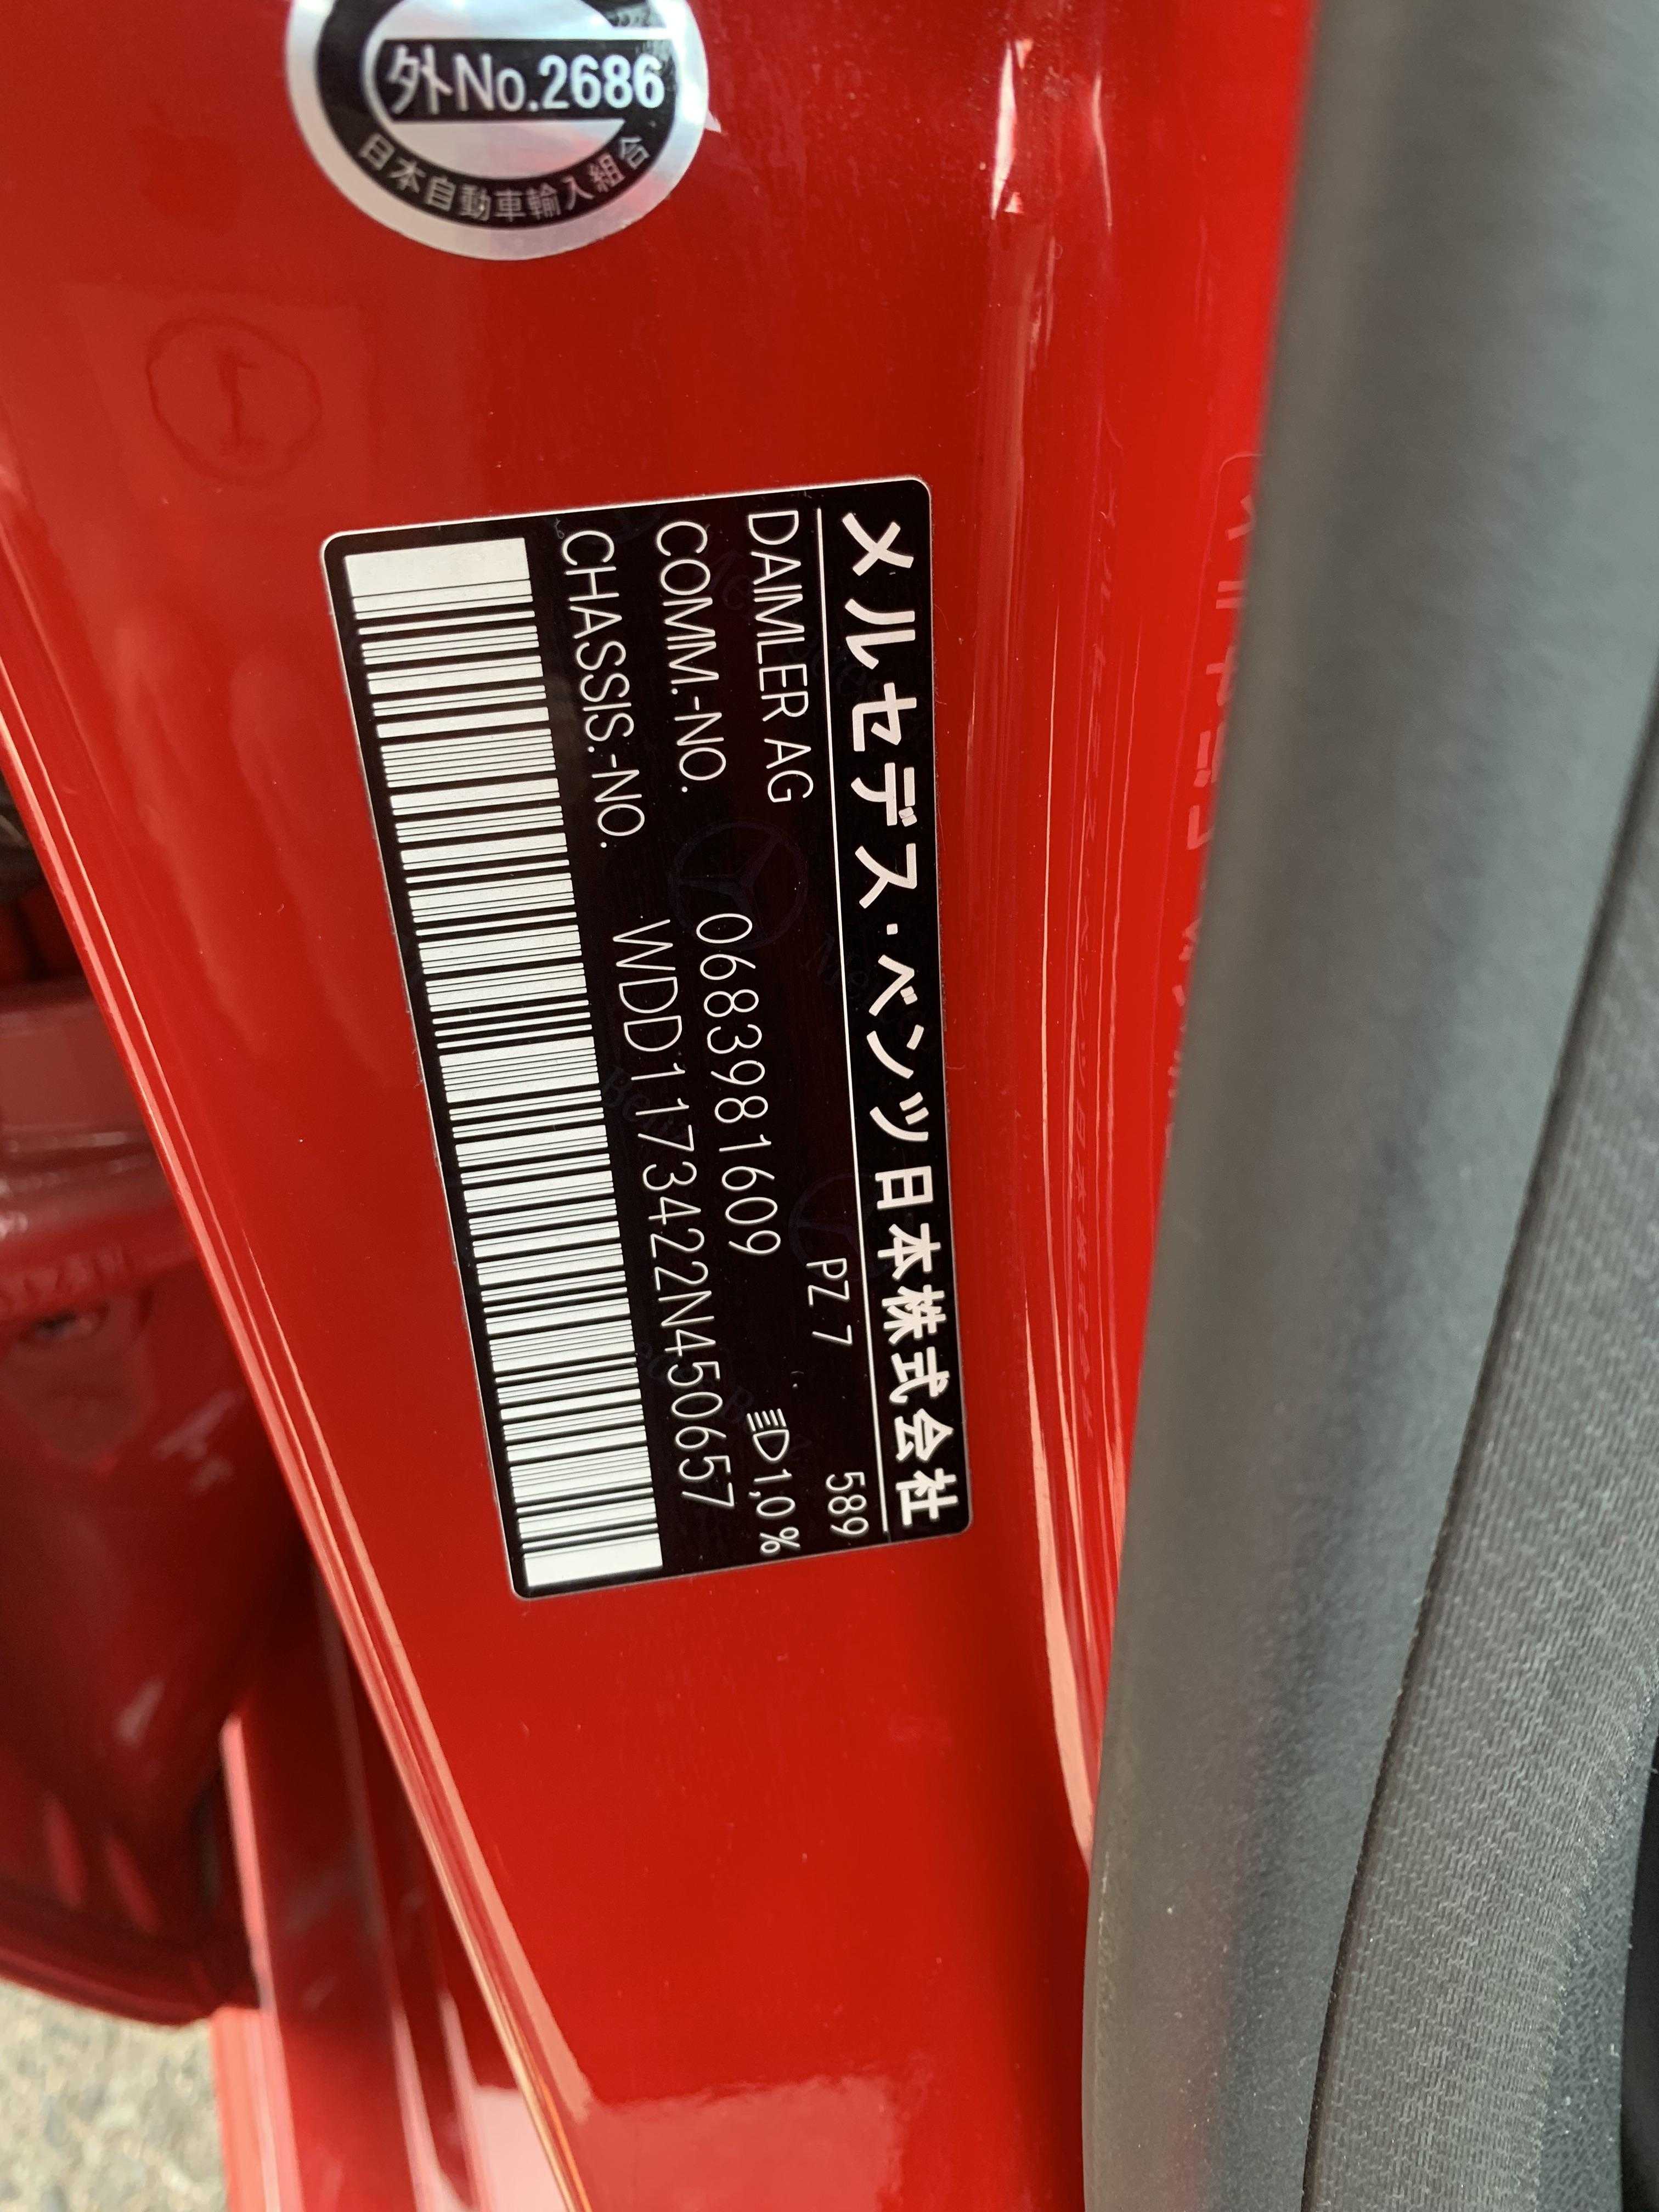 外No.2686
日本自動車輸入組合
メルセデス・ベンツ日本株式会社
DAIMLER AG PZ 7 589
COMM.-NO. 0683981609 1,0 %
CHASSIS.-NO. WDD1173422N450657